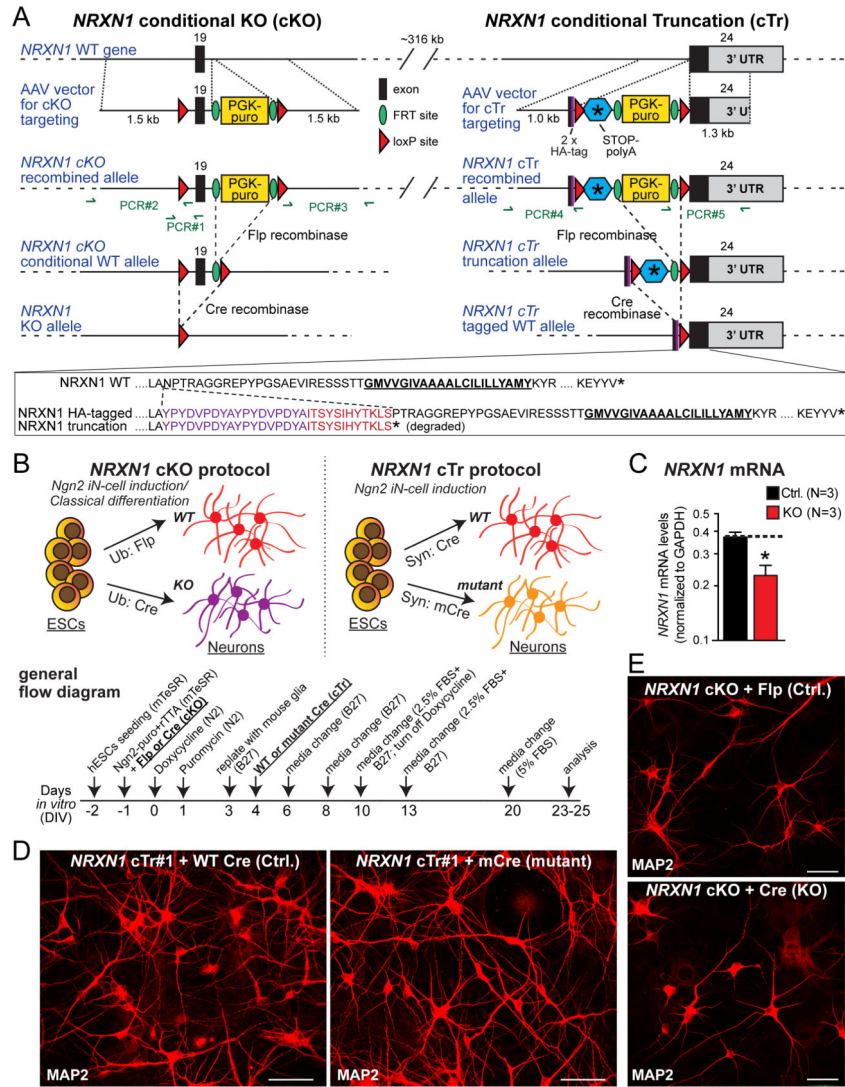 A
NRXN1 conditional KO (cKO)
NRXN1 conditional Truncation (cTr)
NRXN1 WT gene
19
~316 kb
24
3' UTR
AAV vector for cKO targeting
1.5 kb
19
PGK-puro
1.5 kb
exon
FRT site
loxP site
AAV vector for cTr targeting
1.0 kb
2 x HA-tag
*
STOP-polyA
PGK-puro
24
3' U
1.3 kb
NRXN1 cKO recombined allele
19
PGK-puro
PCR#2
PCR#1
PCR#3
NRXN1 cTr recombined allele
*
PGK-puro
24
3' UTR
PCR#4
PCR#5
Flp recombinase
Flp recombinase
NRXN1 cKO conditional WT allele
19
NRXN1 cTr truncation allele
*
24
3' UTR
Cre recombinase
Cre recombinase
NRXN1 KO allele
NRXN1 cTr tagged WT allele
24
3' UTR
NRXN1 WT ....LANPTRAGGREPYPGSAEVIRESSSTTGMVVGIVAAAALCILILLYAMYKYR .... KEYYV*
NRXN1 HA-tagged ....LAYPYDVPDYAYPYDVPDYAITSYSIHYTKLSPTRAGGREPYPGSAEVIRESSSTTGMVVGIVAAAALCILILLYAMYKYR .... KEYYV*
NRXN1 truncation ....LAYPYDVPDYAYPYDVPDYAITSYSIHYTKLS* (degraded)
B
NRXN1 cKO protocol
Ngn2 iN-cell induction/
Classical differentiation
WT
Ub: Flp
KO
Ub: Cre
ESCs
Neurons
NRXN1 cTr protocol
Ngn2 iN-cell induction
WT
Syn: Cre
mutant
Syn: mCre
ESCs
Neurons
general
flow diagram
hESCs seeding (mTeSR)
Ngn2-puro+rTTA (mTeSR)
+ Flp or Cre (cKO)
Doxycycline (N2)
Puromycin (N2)
replate with mouse glia
(B27)
WT or mutant Cre (cTr)
media change (B27)
media change (B27)
media change (2.5% FBS+
B27; turn off Doxycycline)
media change (2.5% FBS+
B27)
media change
(5% FBS)
analysis
Days
in vitro
(DIV)
-2 -1 0 1 3 4 6 8 10 13 20 23-25
C
NRXN1 mRNA
Ctrl. (N=3)
KO (N=3)
NRXN1 mRNA levels
(normalized to GAPDH)
0.5
0.4
0.3
0.2
0.1
*
D
NRXN1 cTr#1 + WT Cre (Ctrl.)
MAP2
NRXN1 cTr#1 + mCre (mutant)
MAP2
E
NRXN1 cKO + Flp (Ctrl.)
MAP2
NRXN1 cKO + Cre (KO)
MAP2